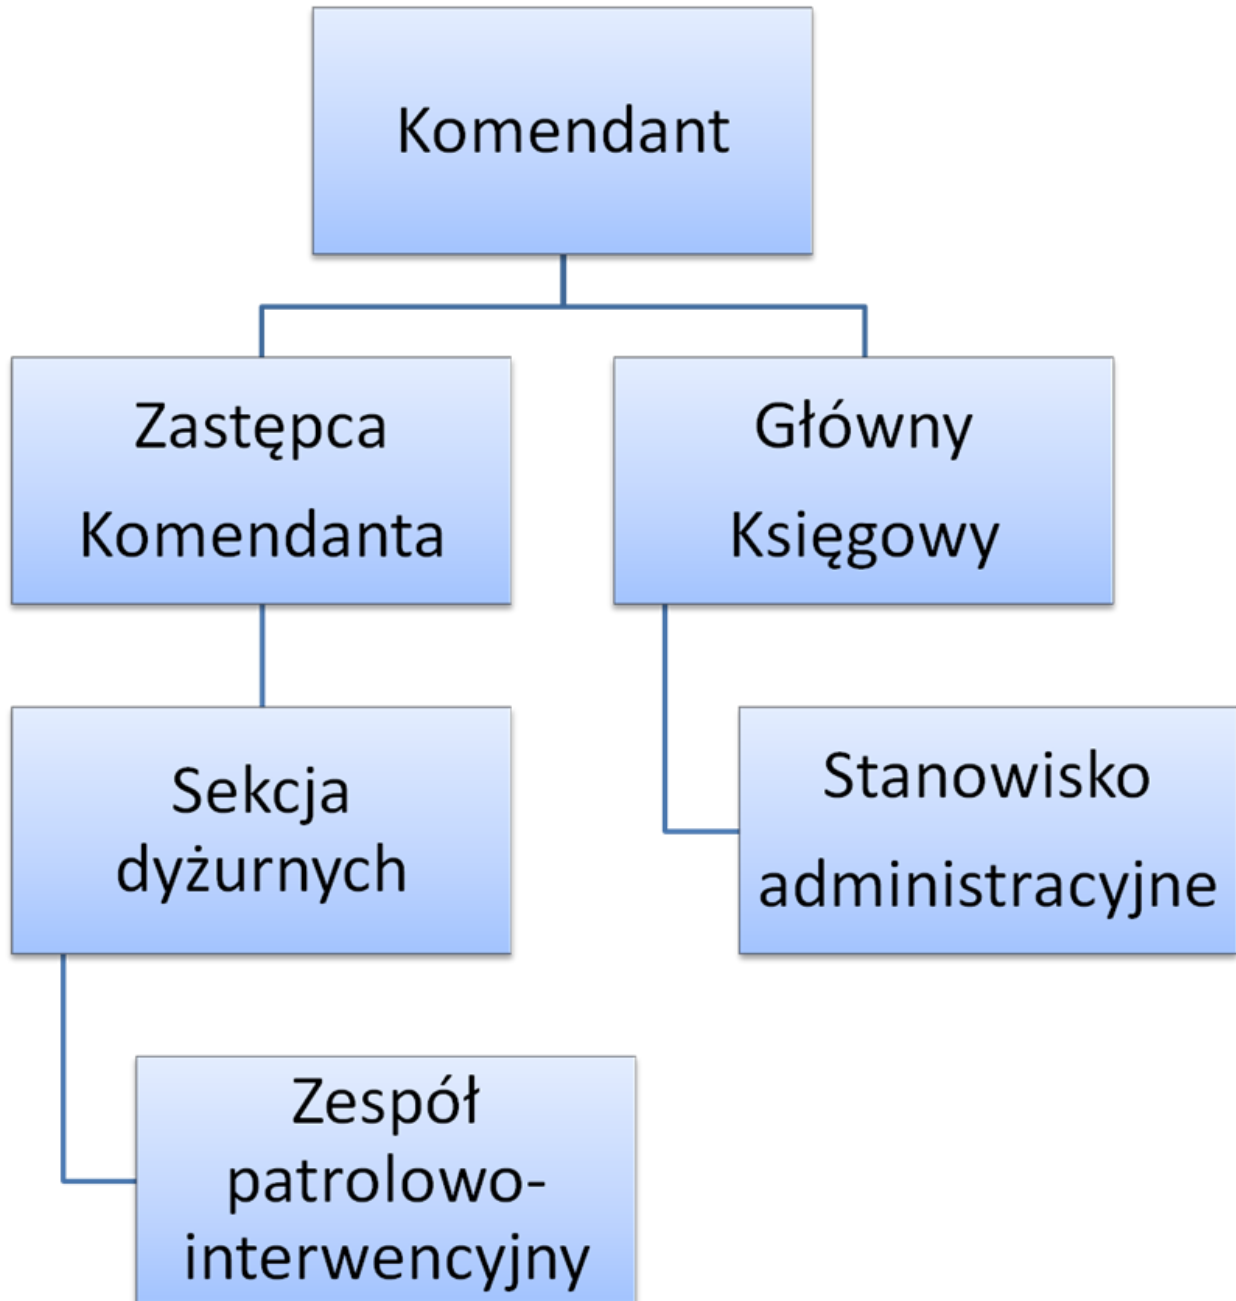 Komendant
Zastępca
Komendanta
Główny
Księgowy
Sekcja
dyżurnych
Stanowisko
administracyjne
Zespół
patrolowo-
interwencyjny